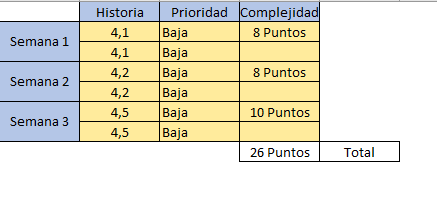 Historia Prioridad Complejidad
Semana 1 4,1 Baja 8 Puntos
4,1 Baja
Semana 2 4,2 Baja 8 Puntos
4,2 Baja
Semana 3 4,5 Baja 10 Puntos
4,5 Baja
26 Puntos Total